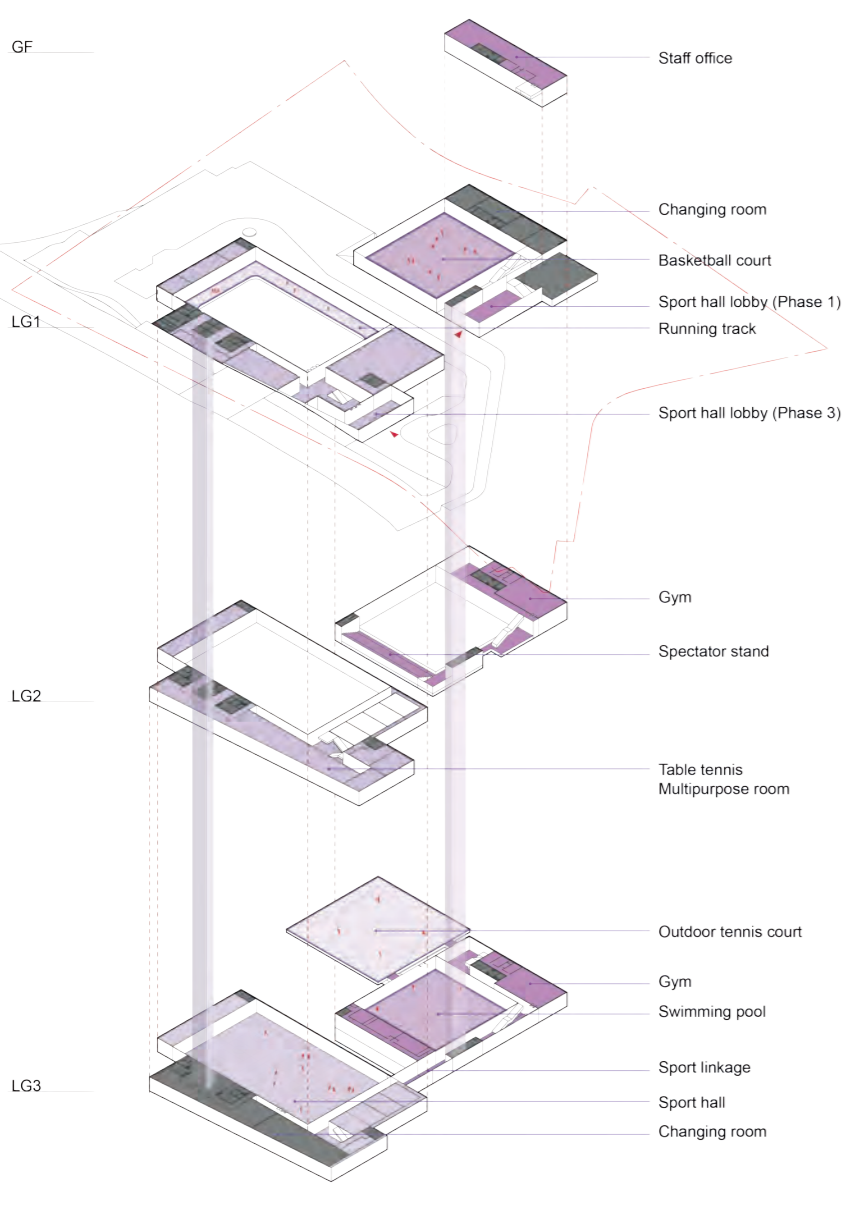 GF
Staff office
Changing room
Basketball court
Sport hall lobby (Phase 1)
LG1
Running track
Sport hall lobby (Phase 3)
Gym
Spectator stand
LG2
Table tennis
Multipurpose room
Outdoor tennis court
Gym
Swimming pool
Sport linkage
LG3
Sport hall
Changing room